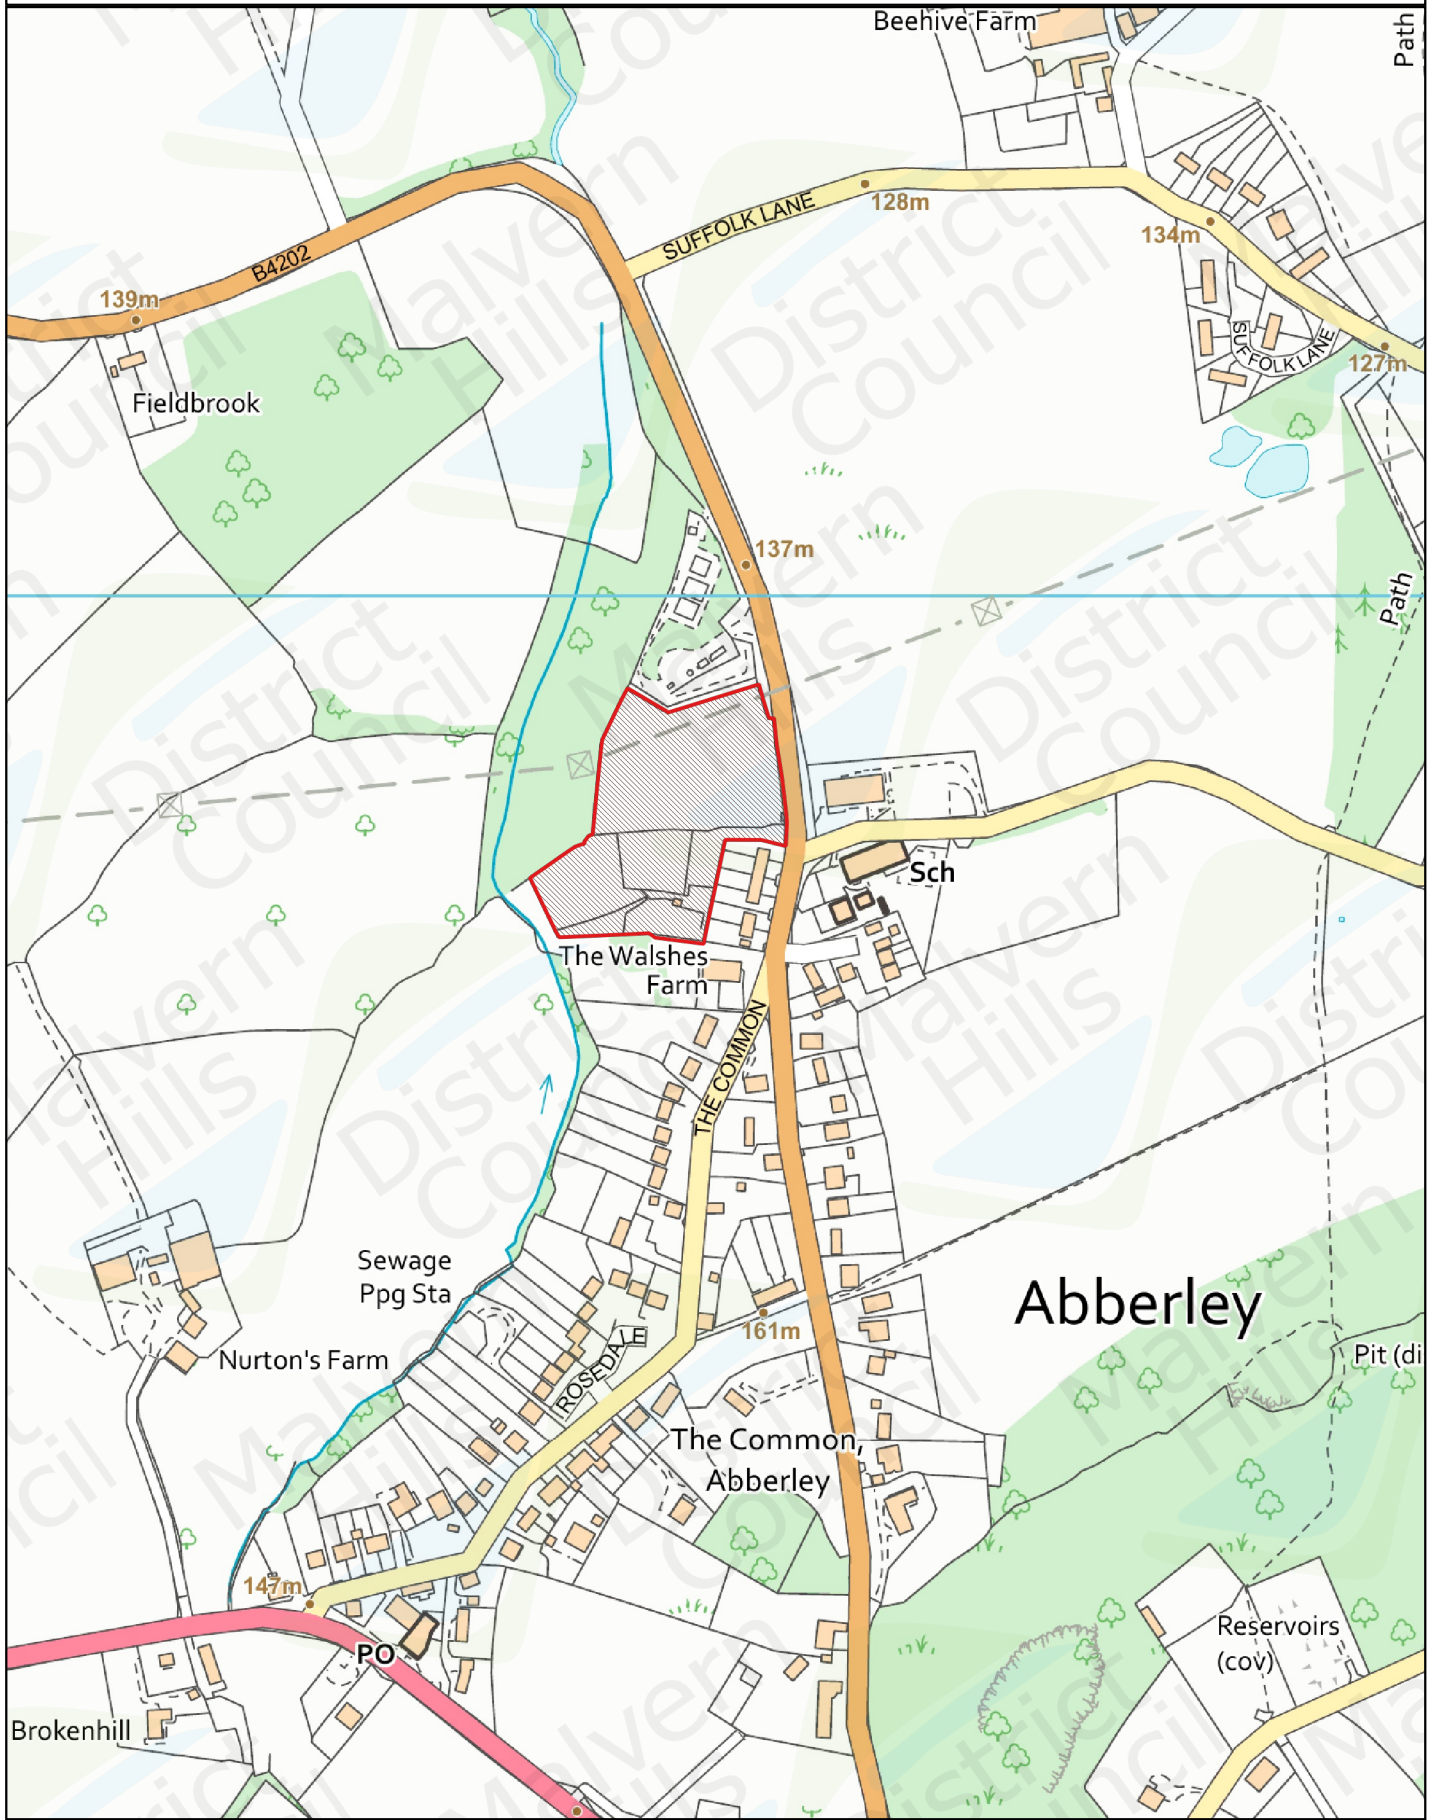 Beehive Farm
Path
SUFFOLK LANE
128m
134m
B4202
139m
SUFFOLK LANE
127m
Fieldbrook
137m
Path
Sch
The Walshes
Farm
THE COMMON
Sewage
Ppg Sta
Abberley
161m
ROSEDALE
Nurton's Farm
Pit (di
The Common,
Abberley
147m
PO
Reservoirs
(cov)
Brokenhill
Malvern
Hills
District
Council